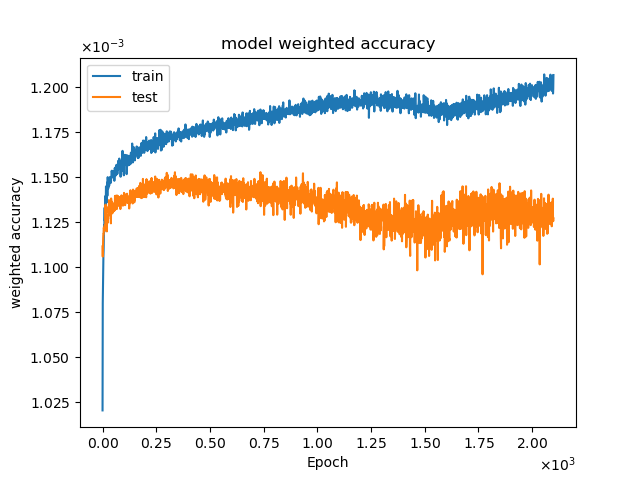 model weighted accuracy
×10⁻³
train
test
1.200
1.175
1.150
1.125
1.100
1.075
1.050
1.025
weighted accuracy
0.00 0.25 0.50 0.75 1.00 1.25 1.50 1.75 2.00
Epoch
×10³